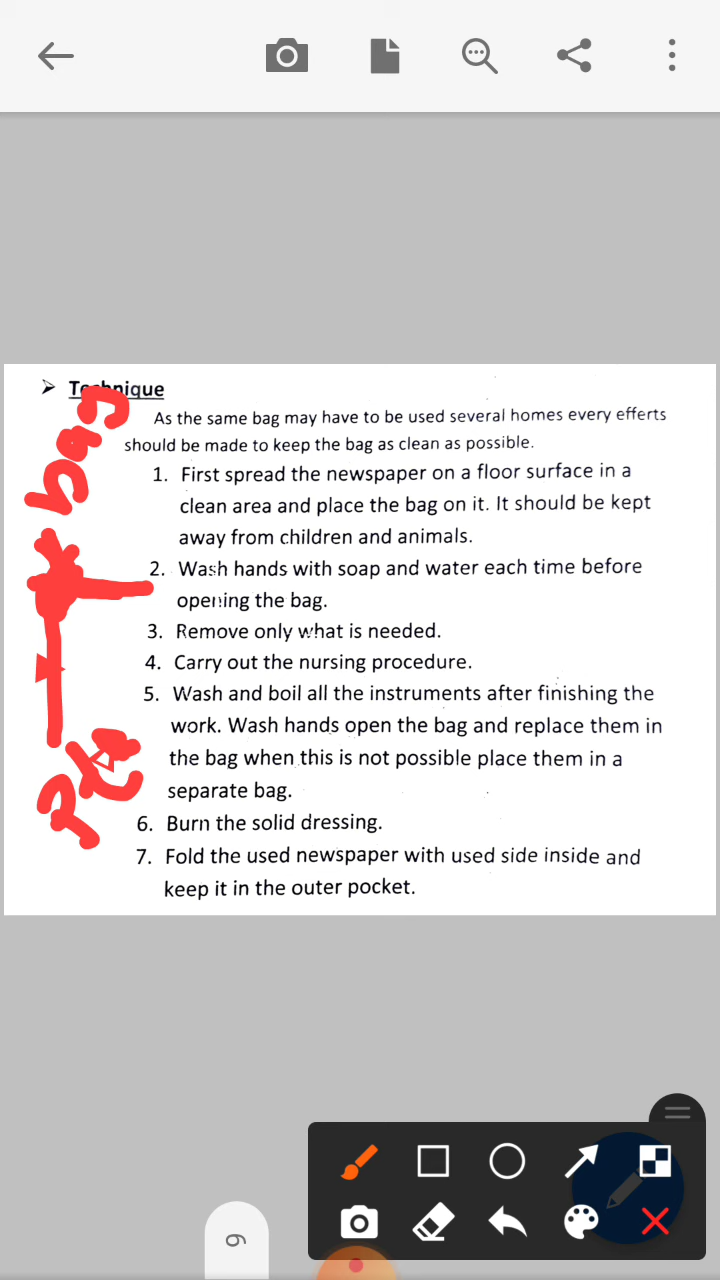 ➢ Technique
As the same bag may have to be used several homes every efferts
should be made to keep the bag as clean as possible.
1. First spread the newspaper on a floor surface in a
clean area and place the bag on it. It should be kept
away from children and animals.
2. Wash hands with soap and water each time before
opening the bag.
3. Remove only what is needed.
4. Carry out the nursing procedure.
5. Wash and boil all the instruments after finishing the
work. Wash hands open the bag and replace them in
the bag when this is not possible place them in a
separate bag.
6. Burn the solid dressing.
7. Fold the used newspaper with used side inside and
keep it in the outer pocket.
bag
6